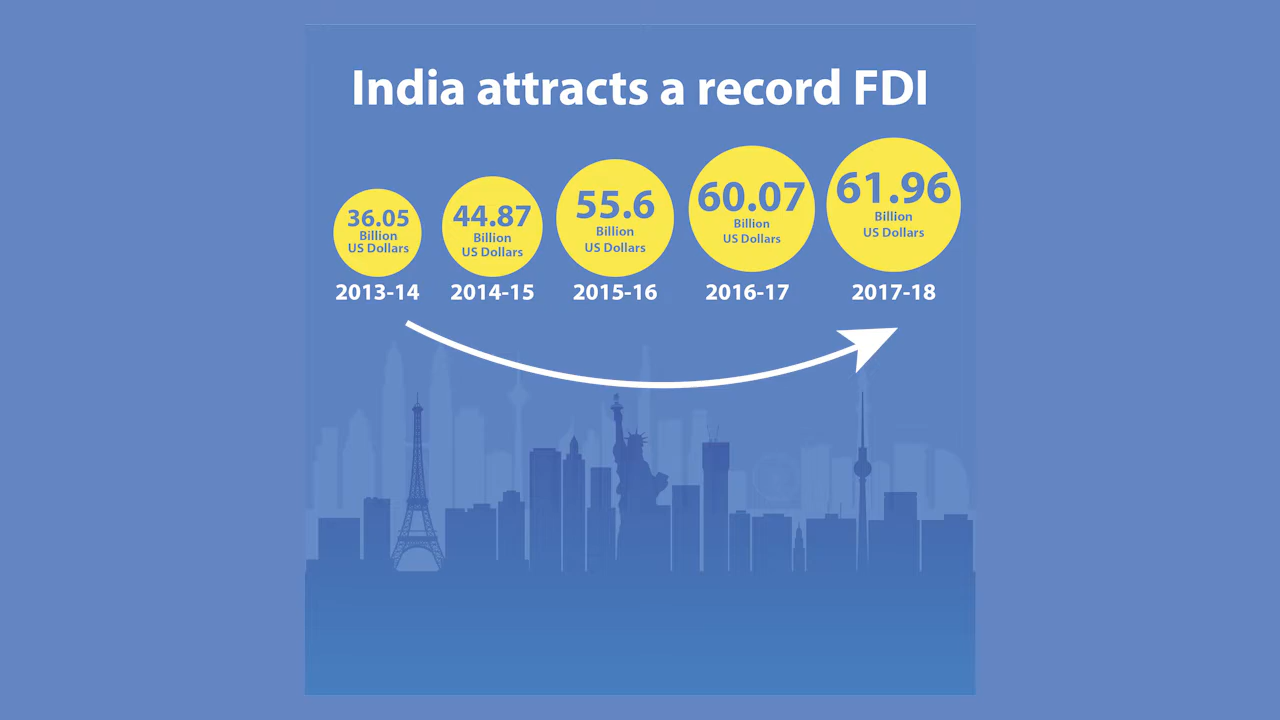 India attracts a record FDI
36.05
Billion
US Dollars
2013-14
44.87
Billion
US Dollars
2014-15
55.6
Billion
US Dollars
2015-16
60.07
Billion
US Dollars
2016-17
61.96
Billion
US Dollars
2017-18